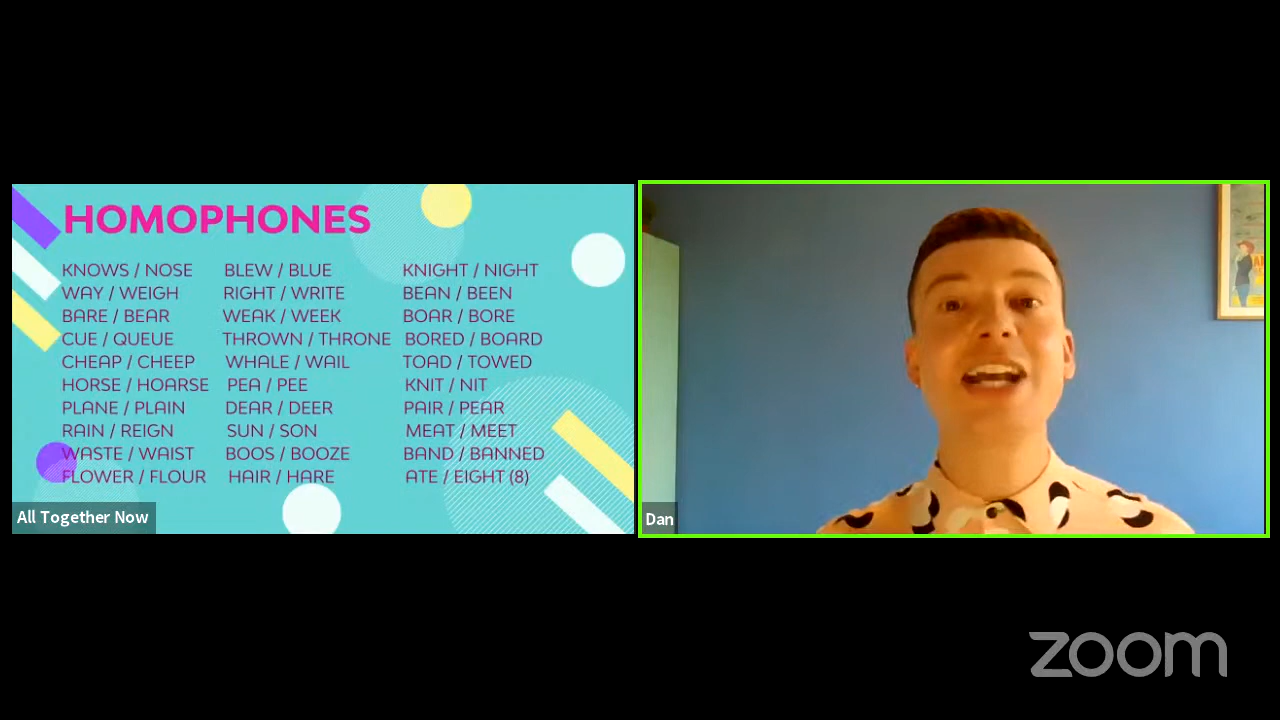 HOMOPHONES
KNOWS / NOSE BLEW / BLUE KNIGHT / NIGHT
WAY / WEIGH RIGHT / WRITE BEAN / BEEN
BARE / BEAR WEAK / WEEK BOAR / BORE
CUE / QUEUE THROWN / THRONE BORED / BOARD
CHEAP / CHEEP WHALE / WAIL TOAD / TOWED
HORSE / HOARSE PEA / PEE KNIT / NIT
PLANE / PLAIN DEAR / DEER PAIR / PEAR
RAIN / REIGN SUN / SON MEAT / MEET
WASTE / WAIST BOOS / BOOZE BAND / BANNED
FLOWER / FLOUR HAIR / HARE ATE / EIGHT (8)
All Together Now
Dan
zoom